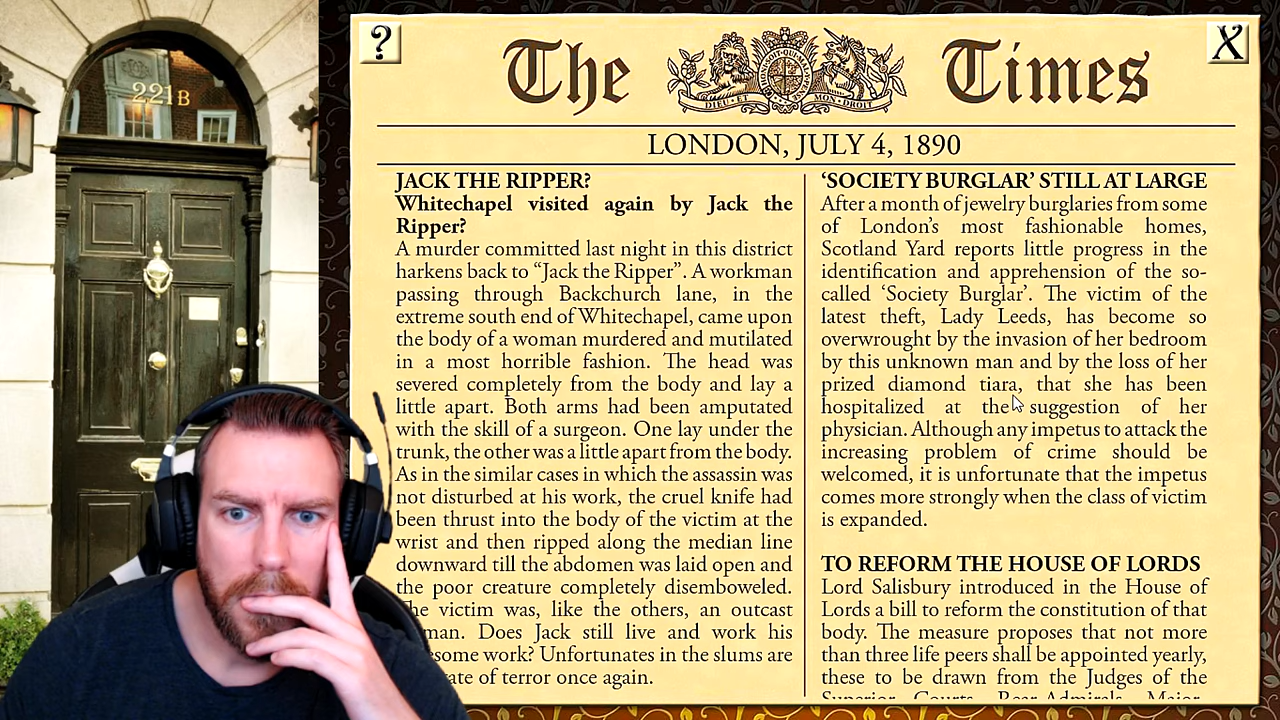 221B
?
The Times
X
DIEU · ET MON · DROIT
LONDON, JULY 4, 1890
JACK THE RIPPER?
Whitechapel visited again by Jack the
Ripper?
A murder committed last night in this district
harkens back to “Jack the Ripper”. A workman
passing through Backchurch lane, in the
extreme south end of Whitechapel, came upon
the body of a woman murdered and mutilated
in a most horrible fashion. The head was
severed completely from the body and lay a
little apart. Both arms had been amputated
with the skill of a surgeon. One lay under the
trunk, the other was a little apart from the body.
As in the similar cases in which the assassin was
not disturbed at his work, the cruel knife had
been thrust into the body of the victim at the
wrist and then ripped along the median line
downward till the abdomen was laid open and
the poor creature completely disemboweled.
The victim was, like the others, an outcast
man. Does Jack still live and work his
some work? Unfortunates in the slums are
ate of terror once again.
‘SOCIETY BURGLAR’ STILL AT LARGE
After a month of jewelry burglaries from some
of London’s most fashionable homes,
Scotland Yard reports little progress in the
identification and apprehension of the so-
called ‘Society Burglar’. The victim of the
latest theft, Lady Leeds, has become so
overwrought by the invasion of her bedroom
by this unknown man and by the loss of her
prized diamond tiara, that she has been
hospitalized at the suggestion of her
physician. Although any impetus to attack the
increasing problem of crime should be
welcomed, it is unfortunate that the impetus
comes more strongly when the class of victim
is expanded.
TO REFORM THE HOUSE OF LORDS
Lord Salisbury introduced in the House of
Lords a bill to reform the constitution of that
body. The measure proposes that not more
than three life peers shall be appointed yearly,
these to be drawn from the Judges of the
Superior Courts, Rear-Admirals, Major-